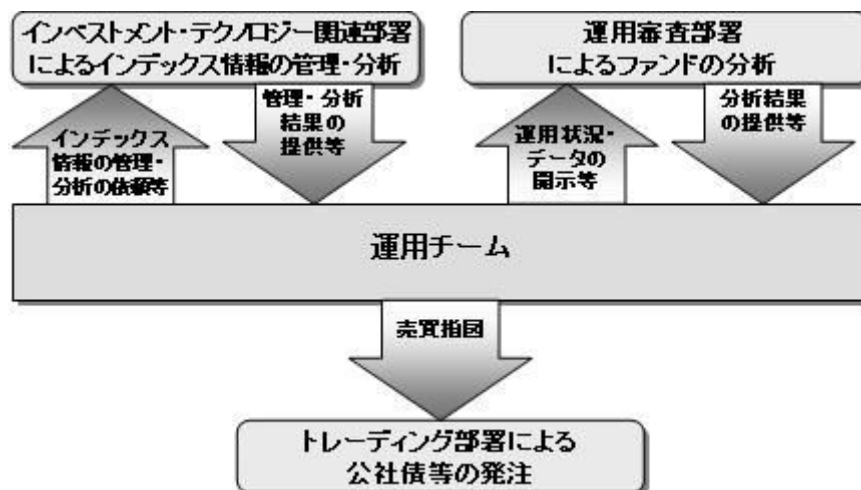 インベストメント・テクノロジー関連部署
によるインデックス情報の管理・分析
運用審査部署
によるファンドの分析
インデックス
情報の管理・
分析の依頼等
管理・分析
結果の
提供等
運用状況・
データの
開示等
分析結果
の提供等
運用チーム
売買指図
トレーディング部署による
公社債等の発注